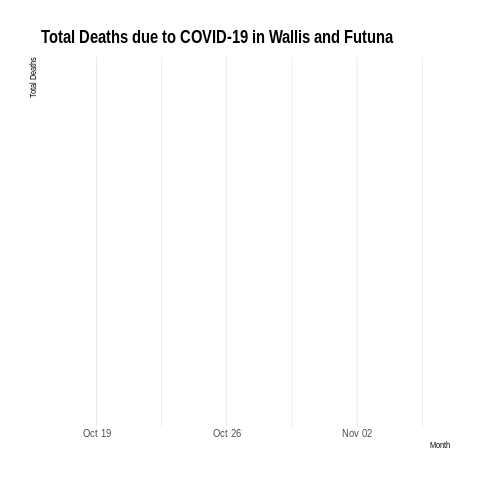 Total Deaths due to COVID-19 in Wallis and Futuna
Total Deaths
Oct 19
Oct 26
Nov 02
Month